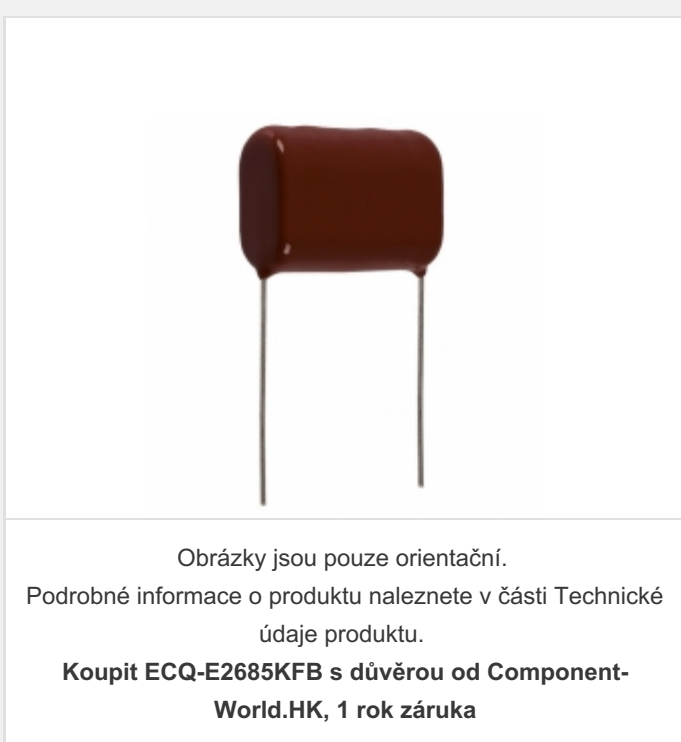 Obrázky jsou pouze orientační.
Podrobné informace o produktu naleznete v části Technické
údaje produktu.
Koupit ECQ-E2685KFB s důvěrou od Component-
World.HK, 1 rok záruka